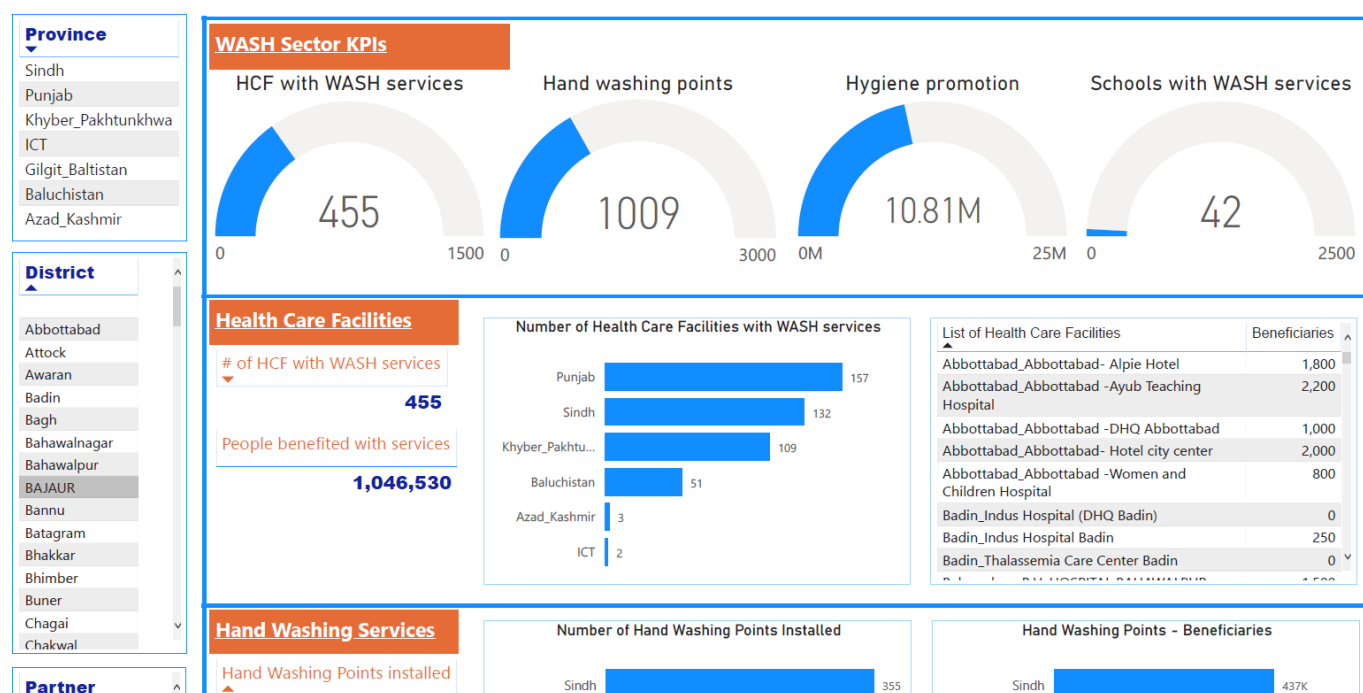 Province
Sindh
Punjab
Khyber_Pakhtunkhwa
ICT
Gilgit_Baltistan
Baluchistan
Azad_Kashmir
District
Abbottabad
Attock
Awaran
Badin
Bagh
Bahawalnagar
Bahawalpur
BAJAUR
Bannu
Batagram
Bhakkar
Bhimber
Buner
Chagai
Chakwal
Partner
WASH Sector KPIs
HCF with WASH services
455
0
1500
Hand washing points
1009
0
3000
Hygiene promotion
10.81M
0M
25M
Schools with WASH services
42
0
2500
Health Care Facilities
# of HCF with WASH services
455
People benefited with services
1,046,530
Number of Health Care Facilities with WASH services
Punjab 157
Sindh 132
Khyber_Pakhtu... 109
Baluchistan 51
Azad_Kashmir 3
ICT 2
List of Health Care Facilities Beneficiaries
Abbottabad_Abbottabad- Alpie Hotel 1,800
Abbottabad_Abbottabad -Ayub Teaching 2,200
Hospital
Abbottabad_Abbottabad -DHQ Abbottabad 1,000
Abbottabad_Abbottabad- Hotel city center 2,000
Abbottabad_Abbottabad -Women and 800
Children Hospital
Badin_Indus Hospital (DHQ Badin) 0
Badin_Indus Hospital Badin 250
Badin_Thalassemia Care Center Badin 0
Hand Washing Services
Hand Washing Points installed
Number of Hand Washing Points Installed
Sindh 355
Hand Washing Points - Beneficiaries
Sindh 437K